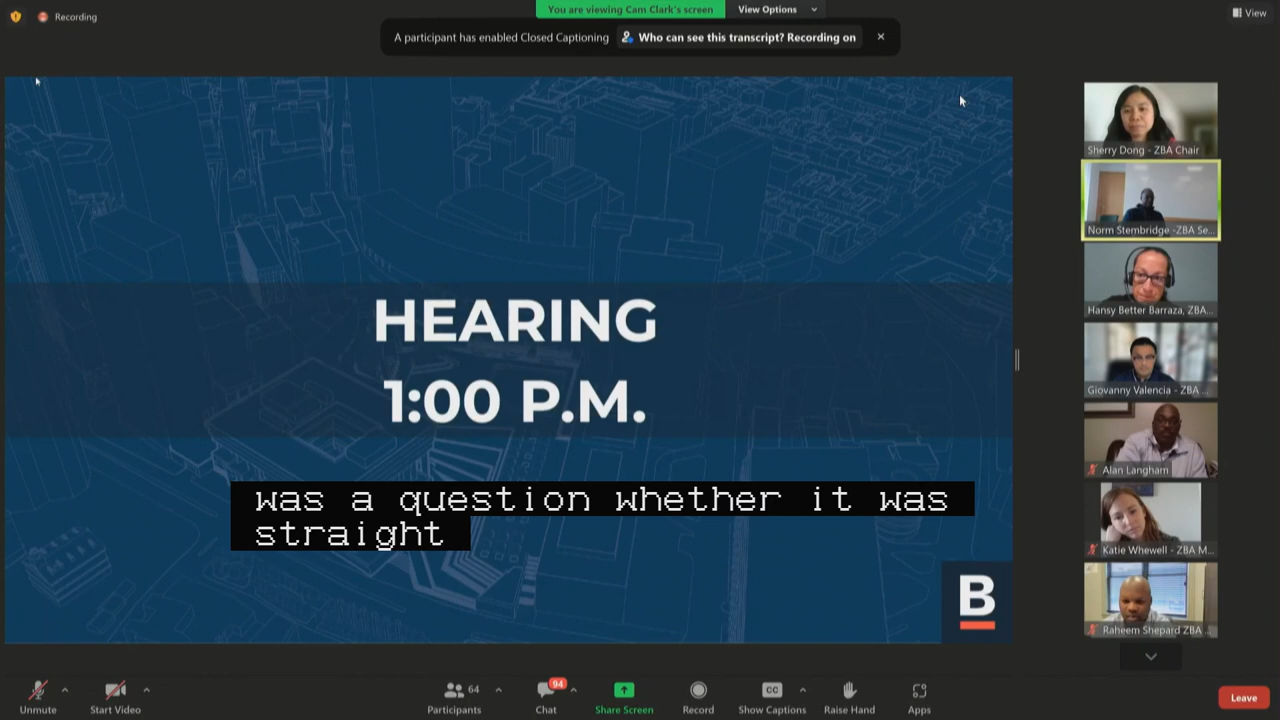 Recording
You are viewing Cam Clark's screen
View Options
View
A participant has enabled Closed Captioning
Who can see this transcript? Recording on
HEARING
1:00 P.M.
was a question whether it was
straight
B
Sherry Dong - ZBA Chair
Norm Stembridge -ZBA Se...
Hansy Better Barraza, ZBA...
Giovanny Valencia - ZBA ...
Alan Langham
Katie Whewell - ZBA M...
Raheem Shepard ZBA ...
Unmute
Start Video
64
Participants
94
Chat
Share Screen
Record
CC
Show Captions
Raise Hand
Apps
Leave